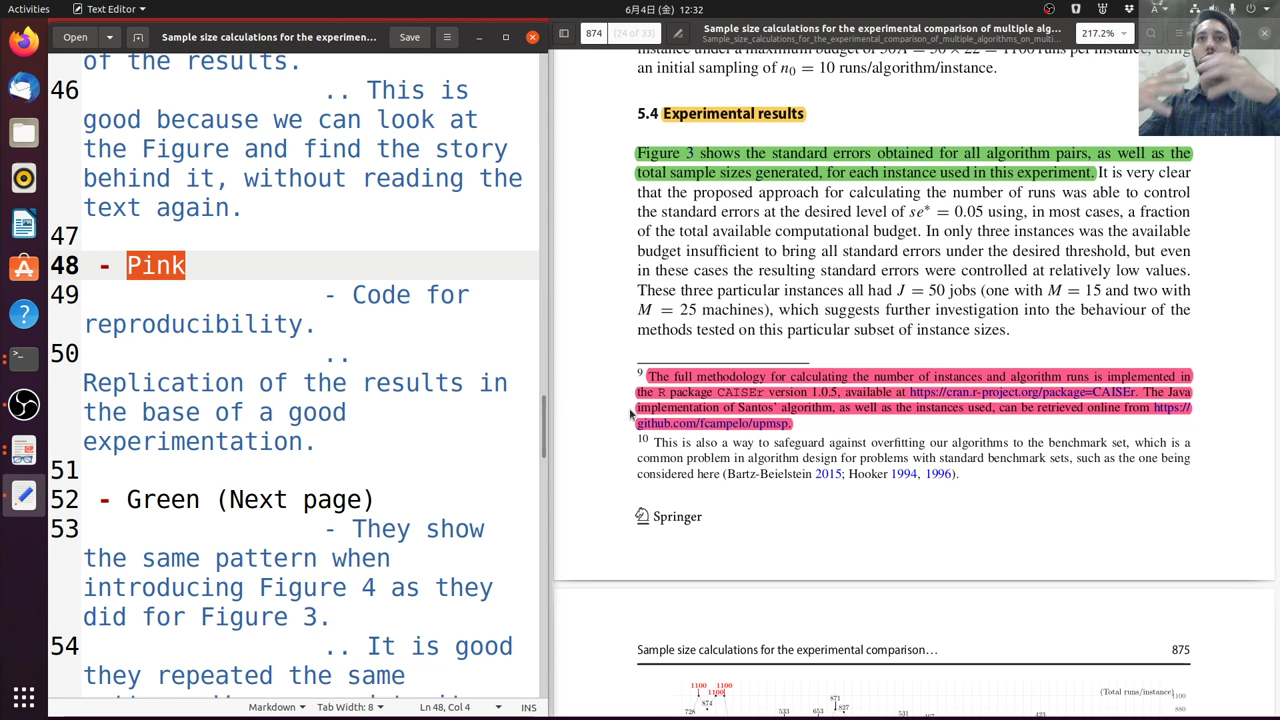 Activities
Text Editor
6月4日 (金) 12:32
Open
Sample size calculations for the experimen...
Save
of the results.
46 .. This is
good because we can look at
the Figure and find the story
behind it, without reading the
text again.
47
48 - Pink
49 - Code for
reproducibility.
50 ..
Replication of the results in
the base of a good
experimentation.
51
52 - Green (Next page)
53 - They show
the same pattern when
introducing Figure 4 as they
did for Figure 3.
54 .. It is good
they repeated the same
Markdown
Tab Width: 8
Ln 48, Col 4
INS
874
(24 of 33)
Sample size calculations for the experimental comparison of multiple alg...
Sample_size_calculations_for_the_experimental_comparison_of_multiple_algorithms_on_multi...
217.2%
an initial sampling of n0 = 10 runs/algorithm/instance.
5.4 Experimental results
Figure 3 shows the standard errors obtained for all algorithm pairs, as well as the
total sample sizes generated, for each instance used in this experiment. It is very clear
that the proposed approach for calculating the number of runs was able to control
the standard errors at the desired level of se* = 0.05 using, in most cases, a fraction
of the total available computational budget. In only three instances was the available
budget insufficient to bring all standard errors under the desired threshold, but even
in these cases the resulting standard errors were controlled at relatively low values.
These three particular instances all had J = 50 jobs (one with M = 15 and two with
M = 25 machines), which suggests further investigation into the behaviour of the
methods tested on this particular subset of instance sizes.
9 The full methodology for calculating the number of instances and algorithm runs is implemented in
the R package CAISEr version 1.0.5, available at https://cran.r-project.org/package=CAISEr. The Java
implementation of Santos' algorithm, as well as the instances used, can be retrieved online from https://
github.com/fcampelo/upmsp.
10 This is also a way to safeguard against overfitting our algorithms to the benchmark set, which is a
common problem in algorithm design for problems with standard benchmark sets, such as the one being
considered here (Bartz-Beielstein 2015; Hooker 1994, 1996).
Springer
Sample size calculations for the experimental comparison...
875
1100 1100
1100
874
728
533
653
871
827
(Total runs/instance)
1100
880